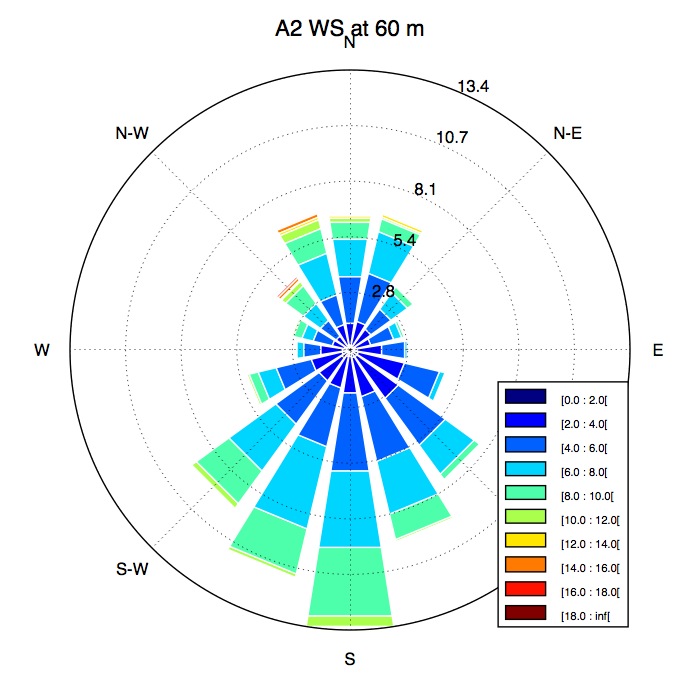 A2 WS at 60 m
N
13.4
N-W
10.7
N-E
8.1
5.4
2.8
W
E
[0.0 : 2.0[
[2.0 : 4.0[
[4.0 : 6.0[
[6.0 : 8.0[
[8.0 : 10.0[
[10.0 : 12.0[
[12.0 : 14.0[
[14.0 : 16.0[
[16.0 : 18.0[
[18.0 : inf[
S-W
S